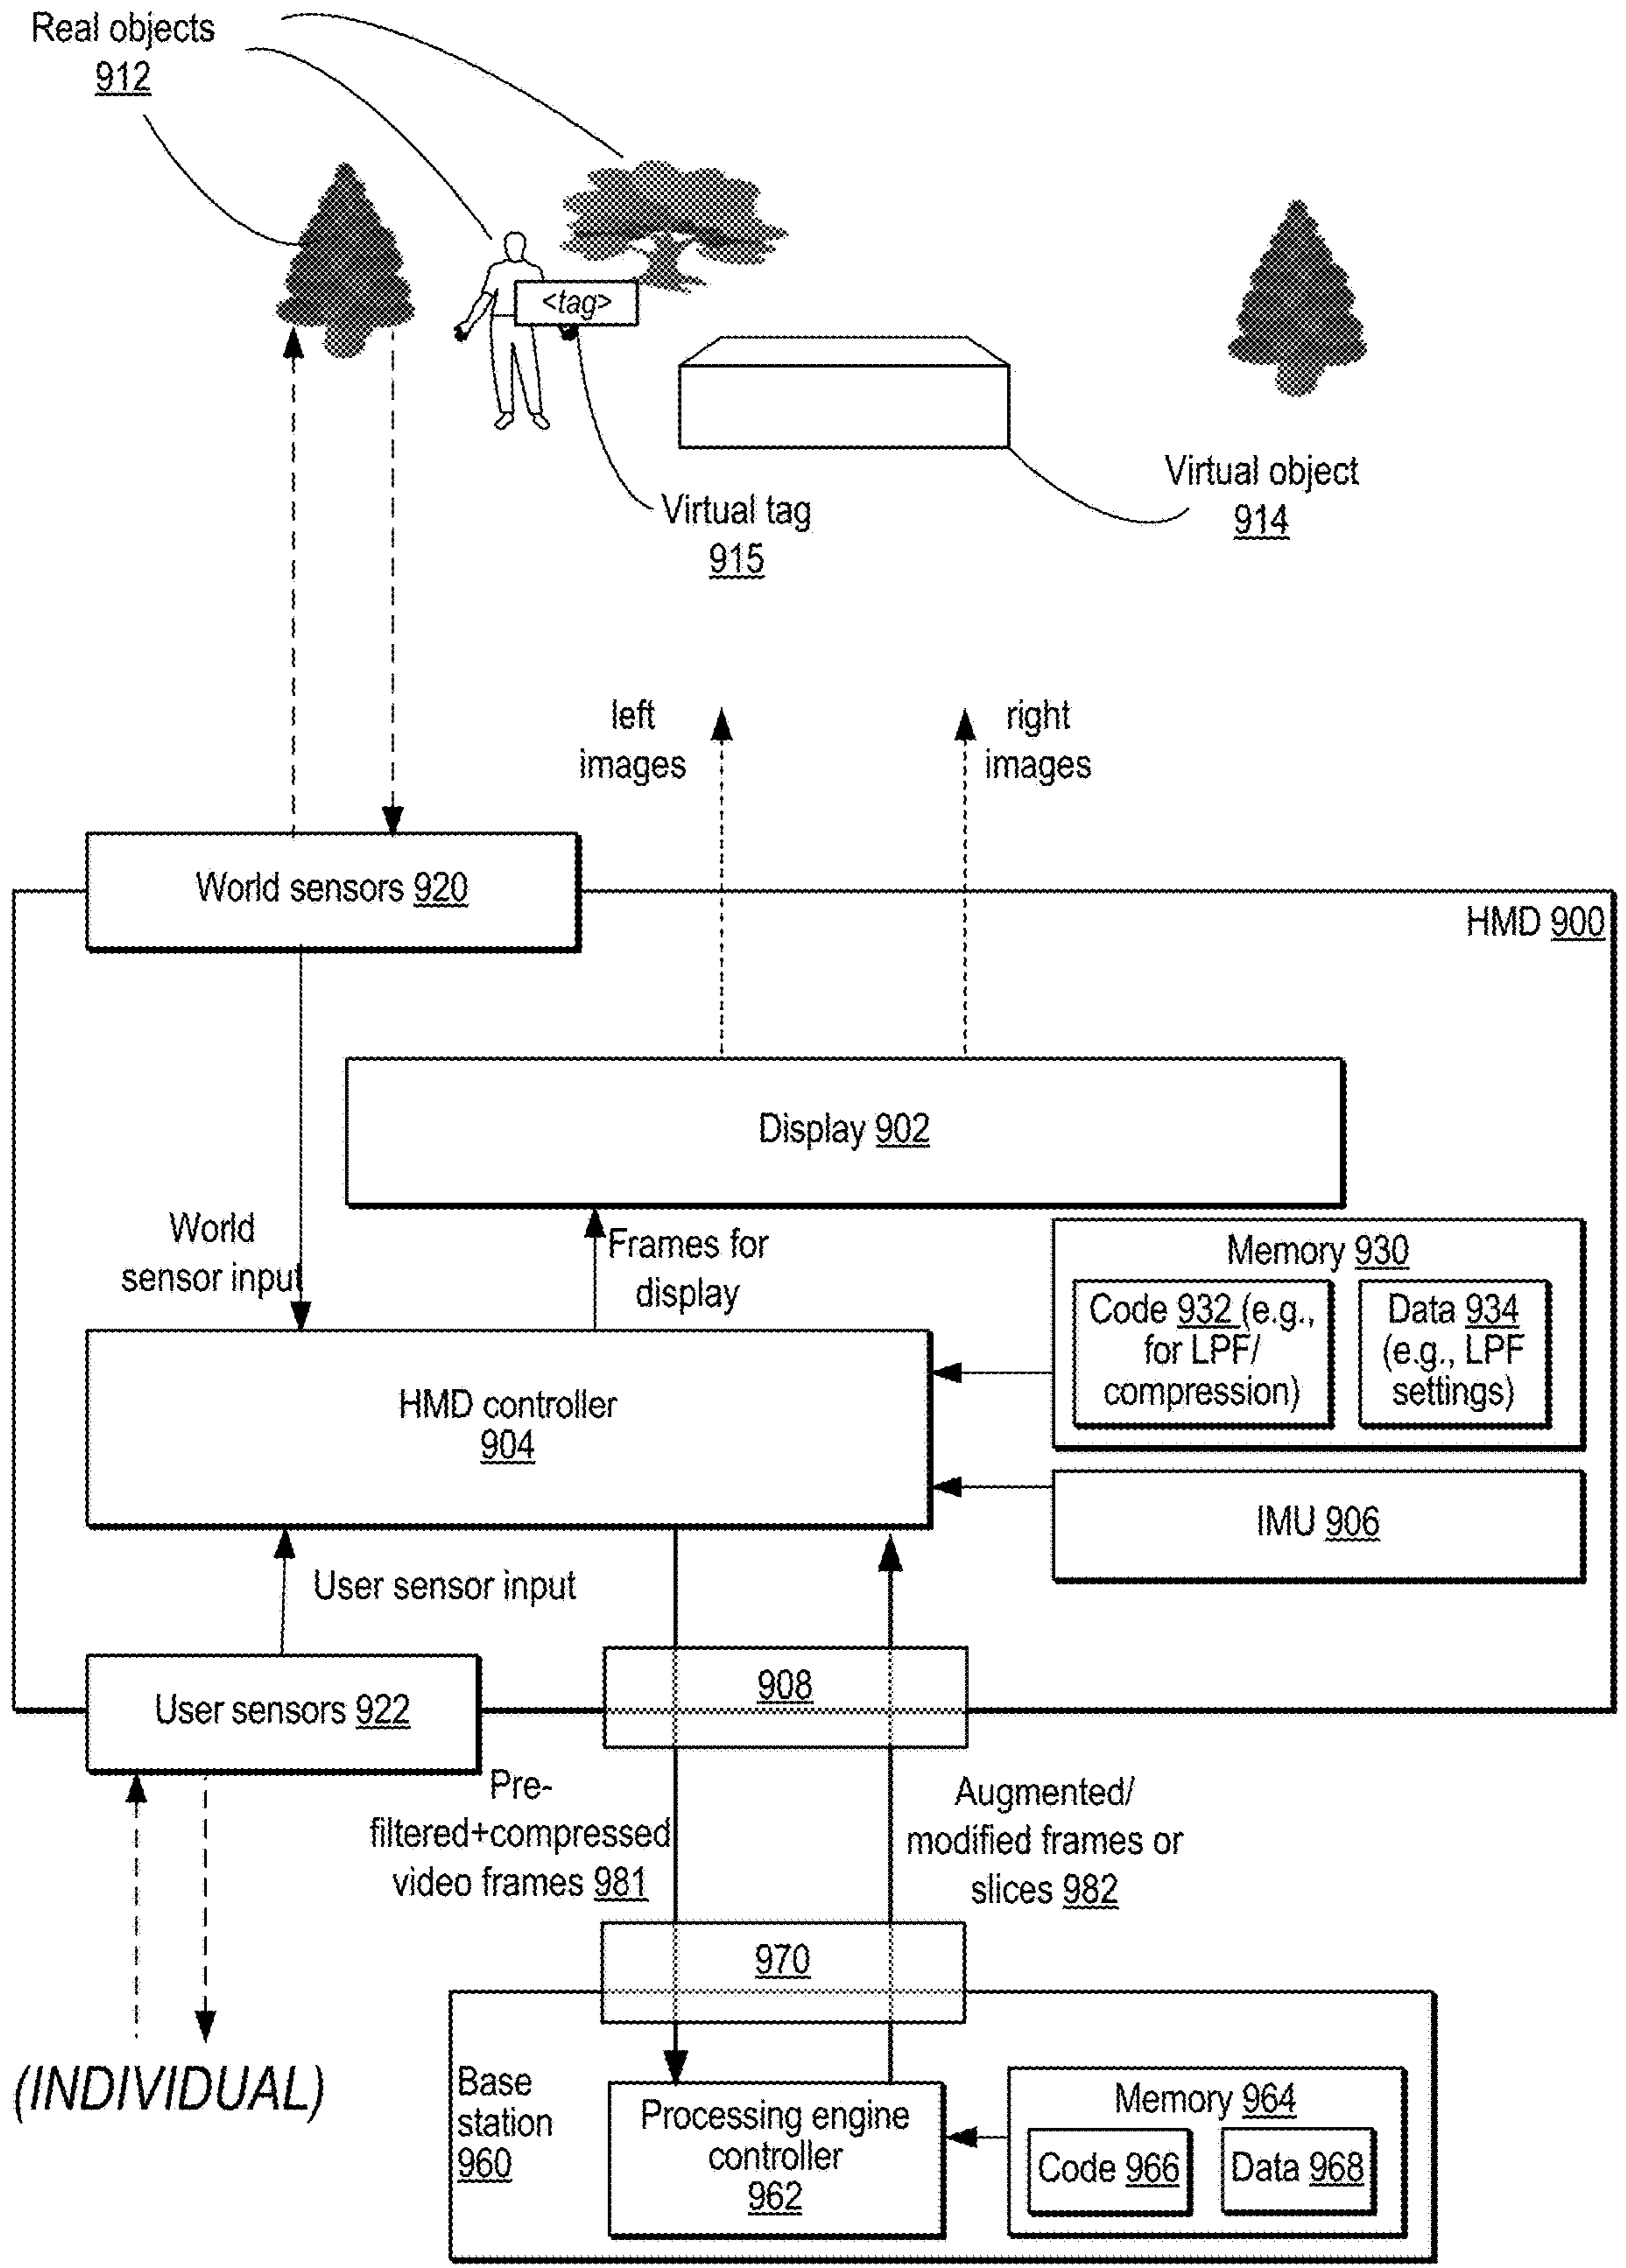 Real objects
912
<tag>
Virtual object
914
Virtual tag
915
left
images
right
images
World sensors 920
HMD 900
Display 902
World
sensor input
Frames for
display
Memory 930
Code 932 (e.g.,
for LPF/
compression)
Data 934
(e.g., LPF
settings)
HMD controller
904
IMU 906
User sensor input
908
User sensors 922
Pre-
filtered+compressed
video frames 981
Augmented/
modified frames or
slices 982
970
(INDIVIDUAL)
Base
station
960
Processing engine
controller
962
Memory 964
Code 966
Data 968